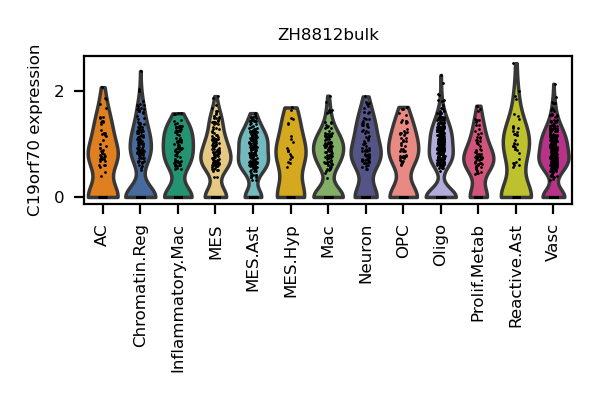 ZH8812bulk
C19orf70 expression
2
0
AC
Chromatin.Reg
Inflammatory.Mac
MES
MES.Ast
MES.Hyp
Mac
Neuron
OPC
Oligo
Prolif.Metab
Reactive.Ast
Vasc